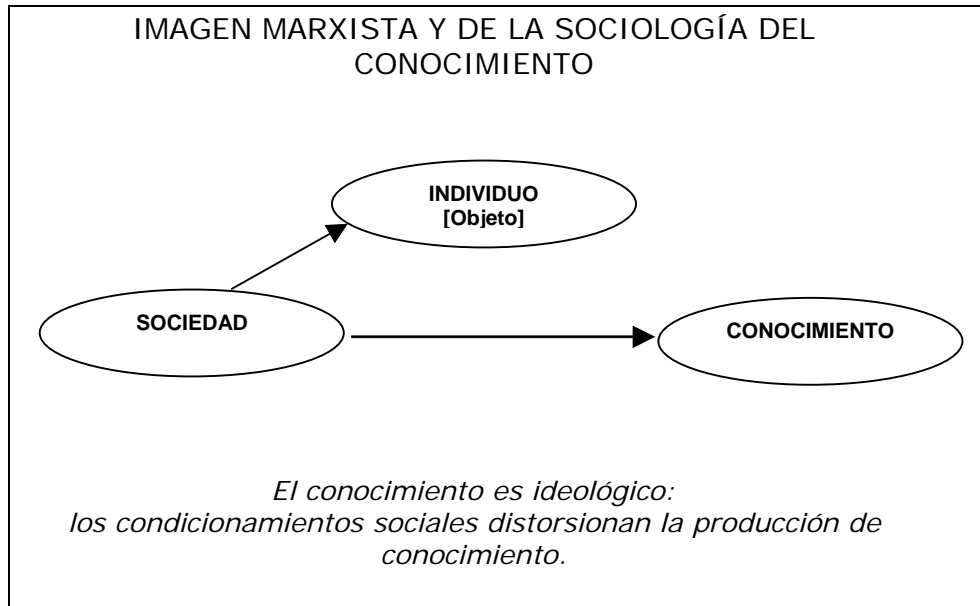 IMAGEN MARXISTA Y DE LA SOCIOLOGÍA DEL
CONOCIMIENTO
INDIVIDUO
[Objeto]
SOCIEDAD
CONOCIMIENTO
El conocimiento es ideológico:
los condicionamientos sociales distorsionan la producción de
conocimiento.